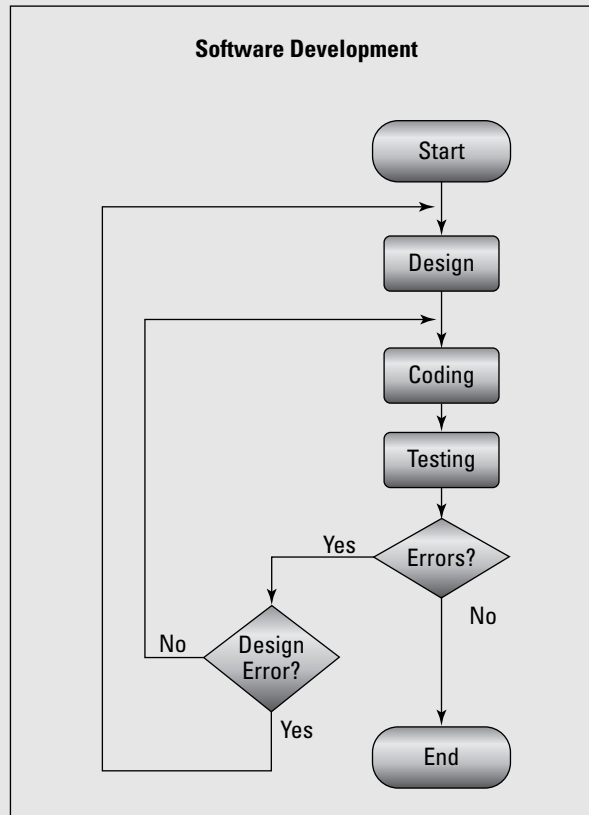 Software Development
Start
Design
Coding
Testing
Errors?
Yes
No
Design
Error?
No
Yes
End